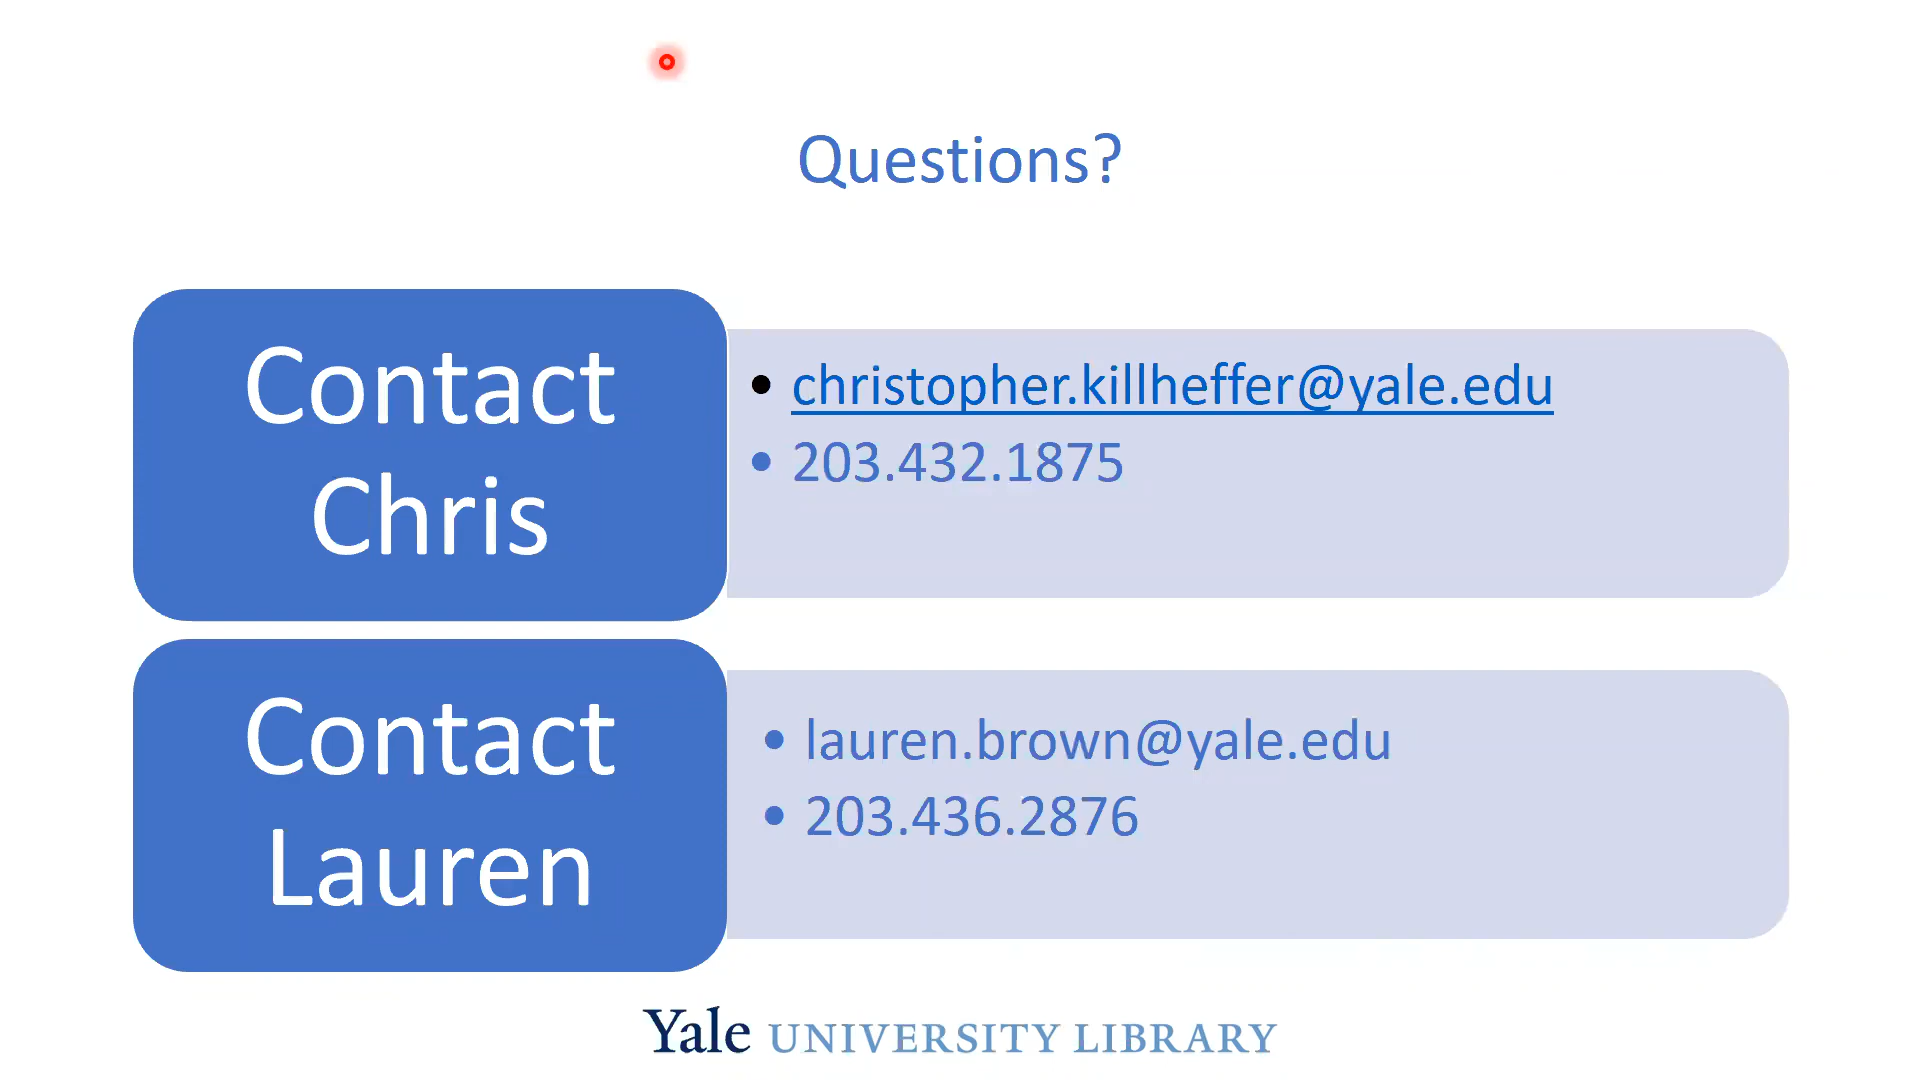 Questions?
Contact
Chris
• christopher.killheffer@yale.edu
• 203.432.1875
Contact
Lauren
• lauren.brown@yale.edu
• 203.436.2876
Yale UNIVERSITY LIBRARY